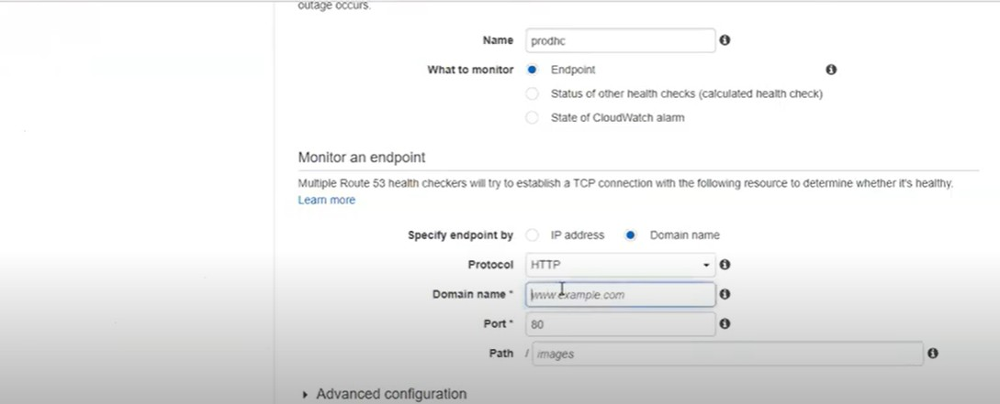 outage occurs.
Name prodhc
What to monitor Endpoint
Status of other health checks (calculated health check)
State of CloudWatch alarm
Monitor an endpoint
Multiple Route 53 health checkers will try to establish a TCP connection with the following resource to determine whether it's healthy.
Learn more
Specify endpoint by IP address Domain name
Protocol HTTP
Domain name * www.example.com
Port * 80
Path / images
Advanced configuration